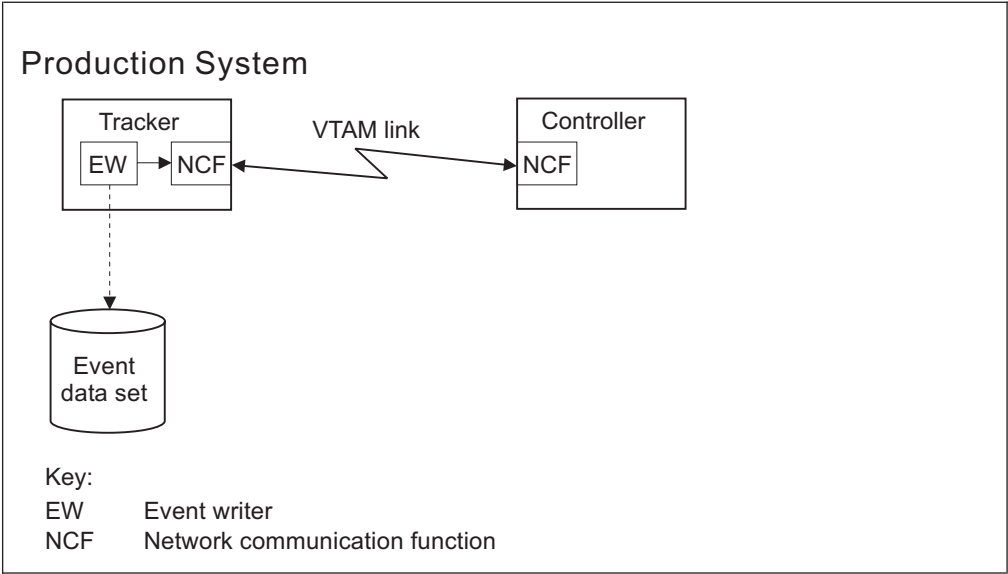 Production System
Tracker
EW
NCF
VTAM link
Controller
NCF
Event
data set
Key:
EW Event writer
NCF Network communication function